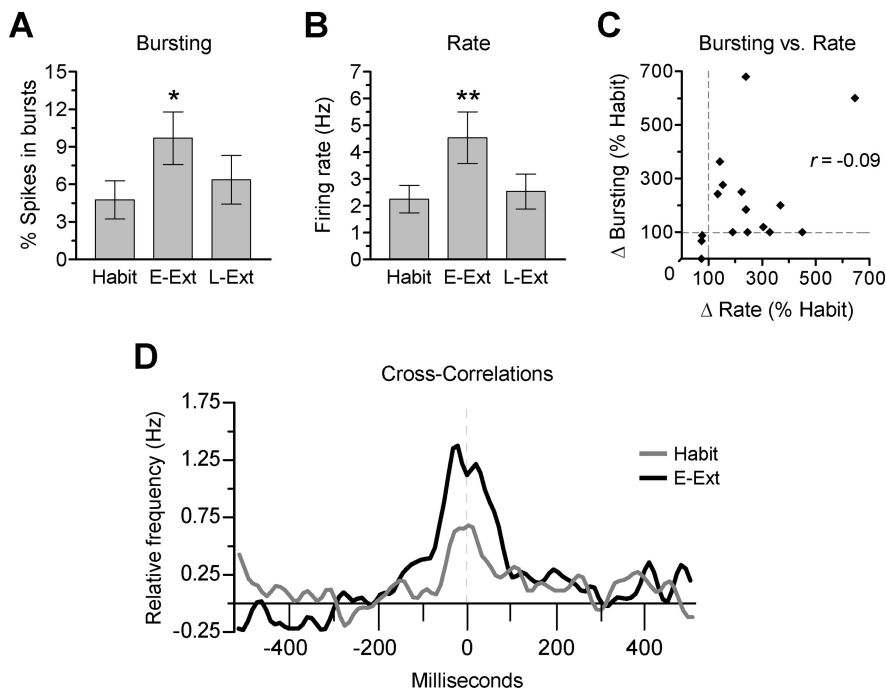 A
Bursting
% Spikes in bursts
15
12
9
6
3
0
*
Habit
E-Ext
L-Ext
B
Rate
Firing rate (Hz)
7
6
5
4
3
2
1
0
**
Habit
E-Ext
L-Ext
C
Bursting vs. Rate
Δ Bursting (% Habit)
700
500
300
100
0
r = -0.09
100
300
500
700
Δ Rate (% Habit)
D
Cross-Correlations
Relative frequency (Hz)
1.75
1.25
0.75
0.25
-0.25
Habit
E-Ext
-400
-200
0
200
400
Milliseconds